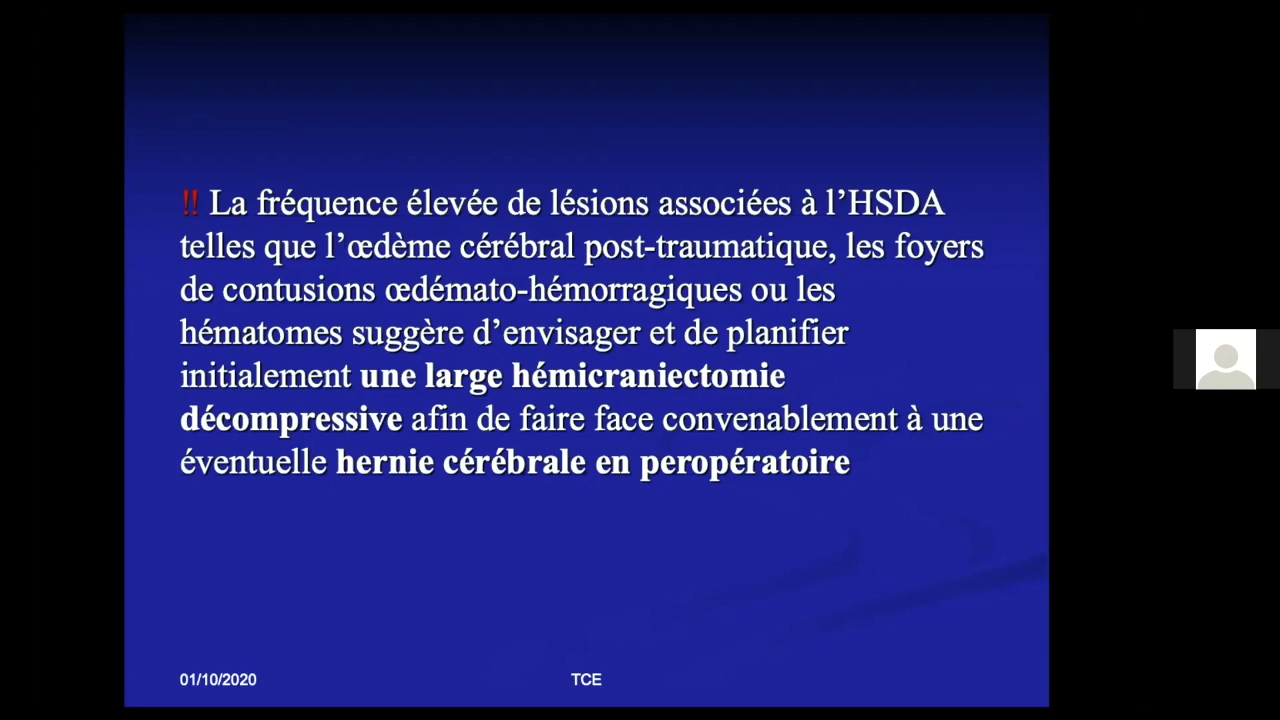 !! La fréquence élevée de lésions associées à l’HSDA
telles que l’œdème cérébral post-traumatique, les foyers
de contusions œdémato-hémorragiques ou les
hématomes suggère d’envisager et de planifier
initialement une large hémicraniectomie
décompressive afin de faire face convenablement à une
éventuelle hernie cérébrale en peropératoire
01/10/2020
TCE